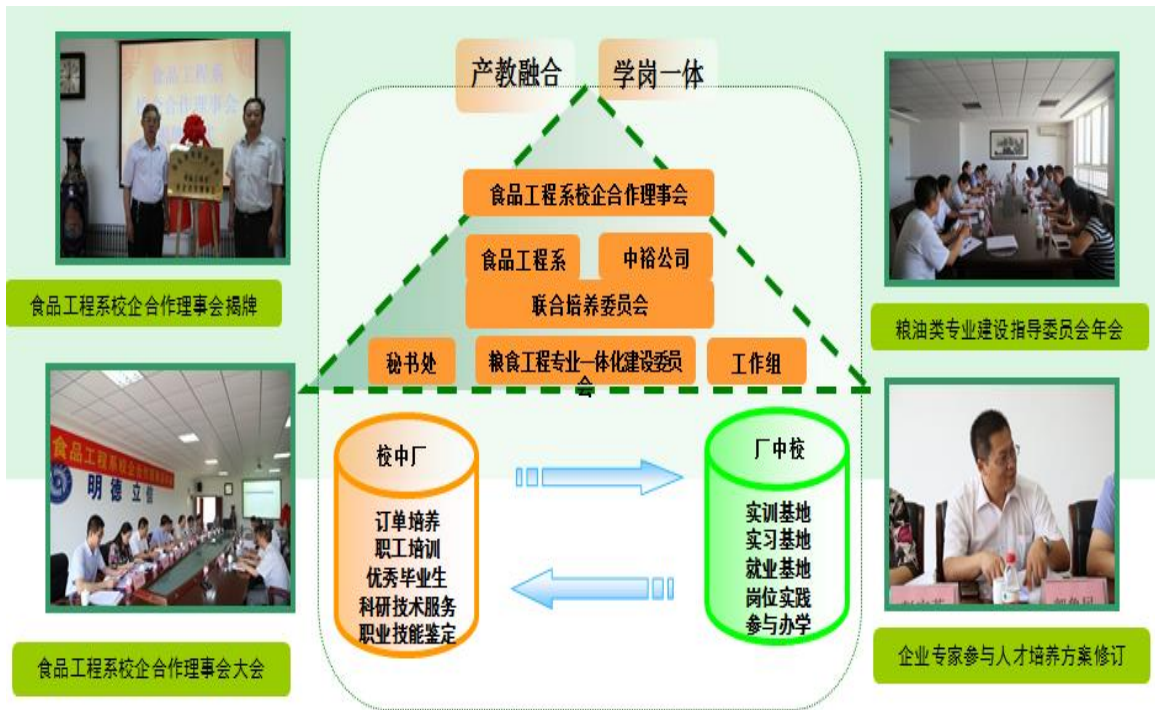 产教融合
学岗一体
食品工程系
校企合作理事会
食品工程系校企合作理事会揭牌
食品工程系校企合作理事会
食品工程系
中裕公司
联合培养委员会
秘书处
粮食工程专业一体化建设委员
会
工作组
粮油类专业建设指导委员会年会
食品工程系校企合作
明德 立信
食品工程系校企合作理事会大会
校中厂
订单培养
职工培训
优秀毕业生
科研技术服务
职业技能鉴定
厂中校
实训基地
实习基地
就业基地
岗位实践
参与办学
企业专家参与人才培养方案修订